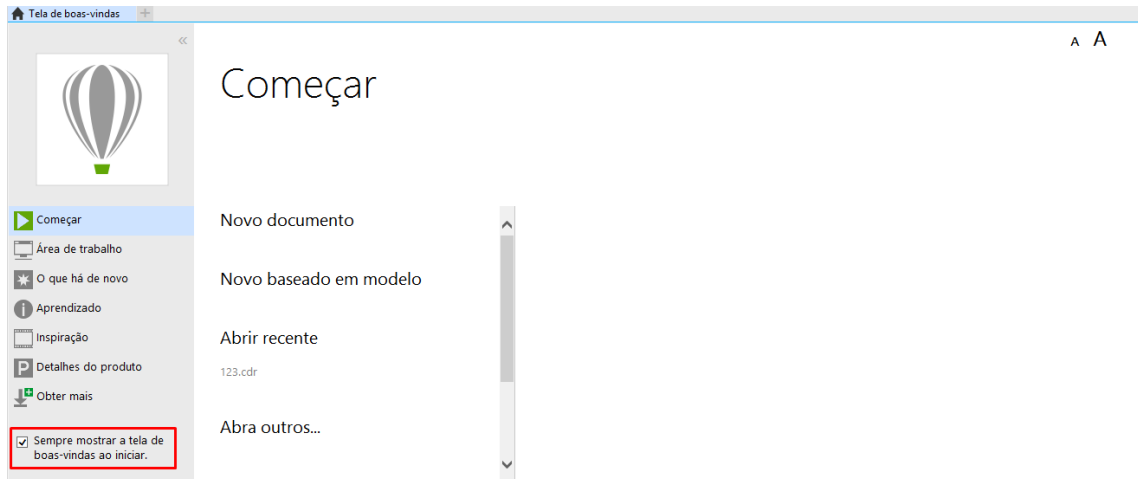 Tela de boas-vindas
A A
Começar
Começar
Área de trabalho
O que há de novo
Aprendizado
Inspiração
Detalhes do produto
Obter mais
Sempre mostrar a tela de
boas-vindas ao iniciar.
Novo documento
Novo baseado em modelo
Abrir recente
123.cdr
Abra outros...